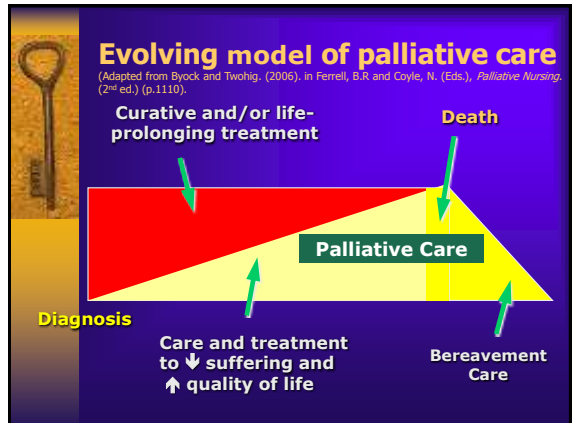 Evolving model of palliative care
(Adapted from Byock and Twohig. (2006). in Ferrell, B.R and Coyle, N. (Eds.), Palliative Nursing.
(2nd ed.) (p.1110).
Curative and/or life-
prolonging treatment
Death
Palliative Care
Diagnosis
Care and treatment
to 🡻 suffering and
🡹 quality of life
Bereavement
Care